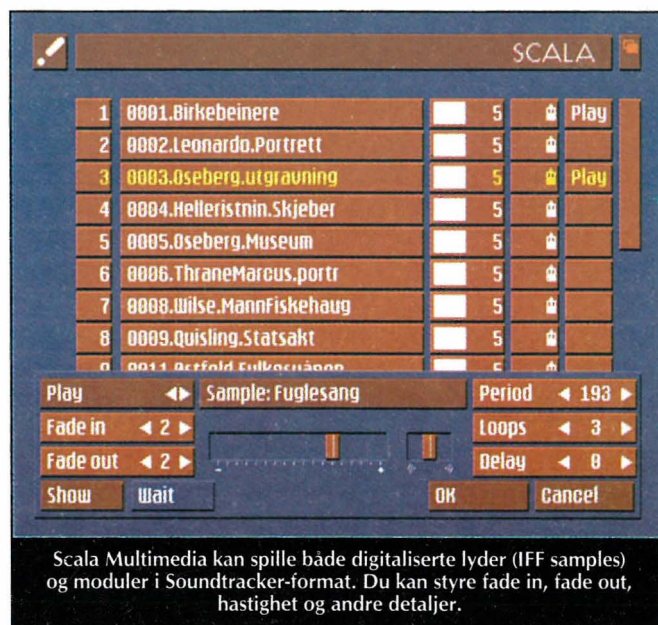 SCALA
1 0001.Birkebeinere 5 Play
2 0002.Leonardo.Portrett 5
3 0003.Oseberg.utgravning 5 Play
4 0004.Helleristnin.Skjeber 5
5 0005.Oseberg.Museum 5
6 0006.ThraneMarcus.portr 5
7 0008.Wilse.MannFiskehaug 5
8 0009.Quisling.Statsakt 5
9 0011.Østfold
Play Sample: Fuglesang Period 193
Fade in 2 Loops 3
Fade out 2 - + Delay 0
Show Wait OK Cancel
Scala Multimedia kan spille både digitaliserte lyder (IFF samples)
og moduler i Soundtracker-format. Du kan styre fade in, fade out,
hastighet og andre detaljer.